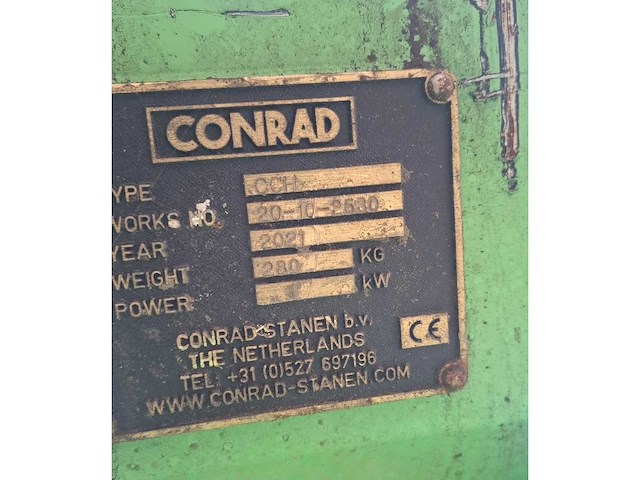 CONRAD
YPE CCH
WORKS NO. 20-10-2530
YEAR 2021
WEIGHT 280 KG
POWER kW
CONRAD-STANEN b.v.
THE NETHERLANDS
TEL: +31 (0)527 697196
WWW.CONRAD-STANEN.COM
CE